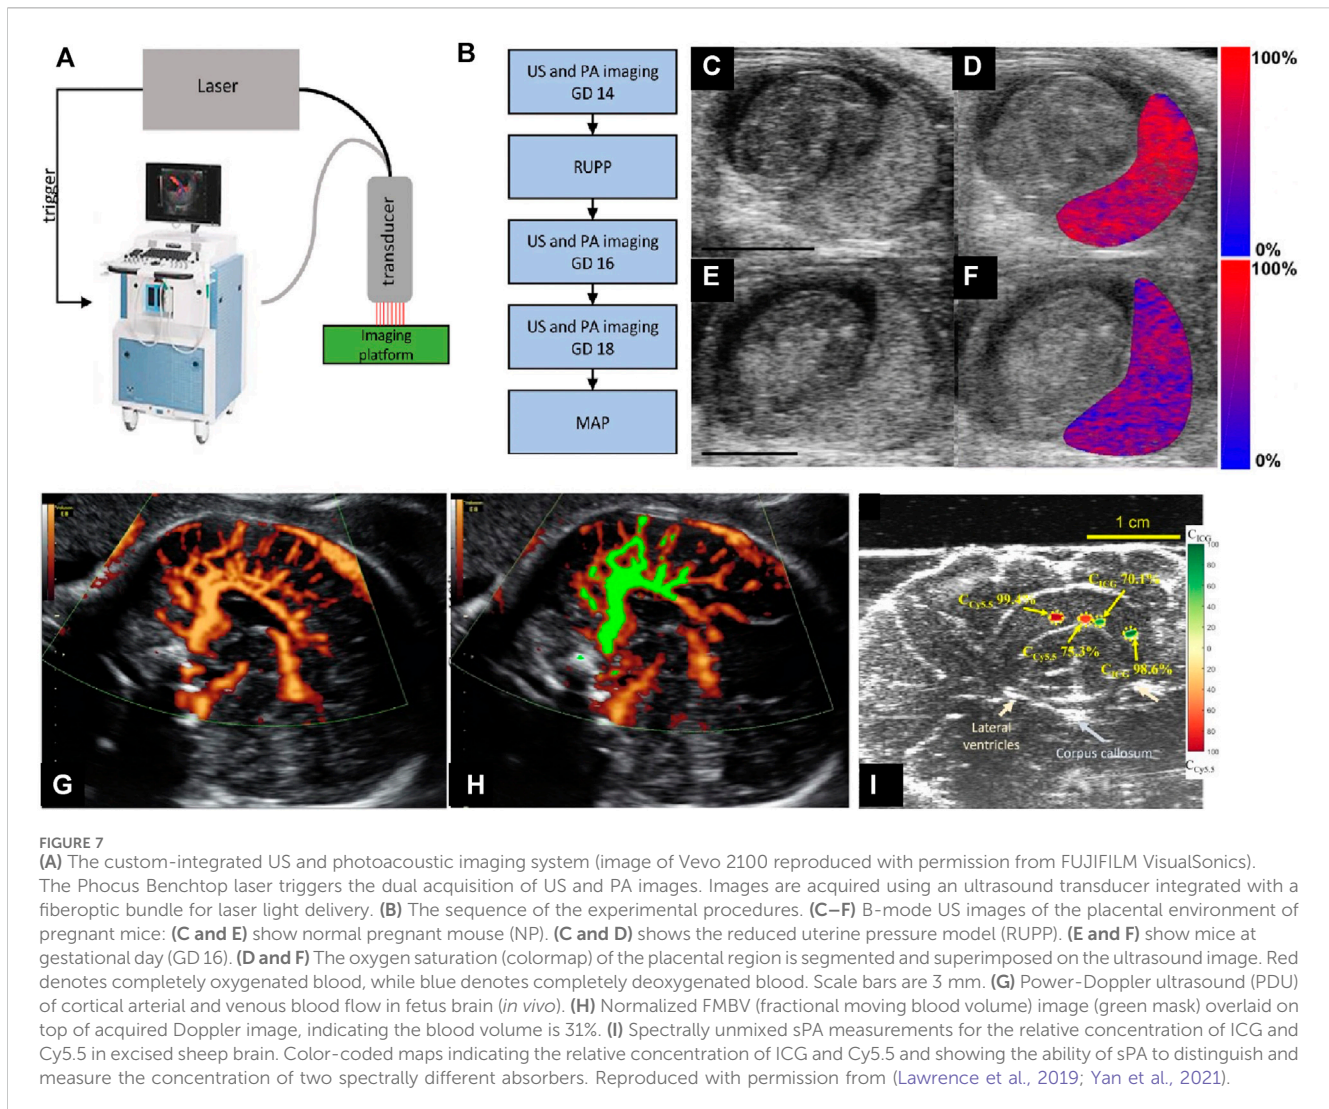 A
Laser
trigger
transducer
Imaging
platform
B
US and PA imaging
GD 14
RUPP
US and PA imaging
GD 16
US and PA imaging
GD 18
MAP
C
D
100%
0%
E
F
100%
0%
G
H
I
1 cm
C_ICG
100
80
60
40
20
0
20
40
60
80
100
C_Cy5.5
C_ICG 70.1%
C_Cy5.5 99.4%
C_Cy5.5 75.3%
C_ICG 98.6%
Lateral
ventricles
Corpus callosum
FIGURE 7
(A) The custom-integrated US and photoacoustic imaging system (image of Vevo 2100 reproduced with permission from FUJIFILM VisualSonics).
The Phocus Benchtop laser triggers the dual acquisition of US and PA images. Images are acquired using an ultrasound transducer integrated with a
fiberoptic bundle for laser light delivery. (B) The sequence of the experimental procedures. (C–F) B-mode US images of the placental environment of
pregnant mice: (C and E) show normal pregnant mouse (NP). (C and D) shows the reduced uterine pressure model (RUPP). (E and F) show mice at
gestational day (GD 16). (D and F) The oxygen saturation (colormap) of the placental region is segmented and superimposed on the ultrasound image. Red
denotes completely oxygenated blood, while blue denotes completely deoxygenated blood. Scale bars are 3 mm. (G) Power-Doppler ultrasound (PDU)
of cortical arterial and venous blood flow in fetus brain (in vivo). (H) Normalized FMBV (fractional moving blood volume) image (green mask) overlaid on
top of acquired Doppler image, indicating the blood volume is 31%. (I) Spectrally unmixed sPA measurements for the relative concentration of ICG and
Cy5.5 in excised sheep brain. Color-coded maps indicating the relative concentration of ICG and Cy5.5 and showing the ability of sPA to distinguish and
measure the concentration of two spectrally different absorbers. Reproduced with permission from (Lawrence et al., 2019; Yan et al., 2021).